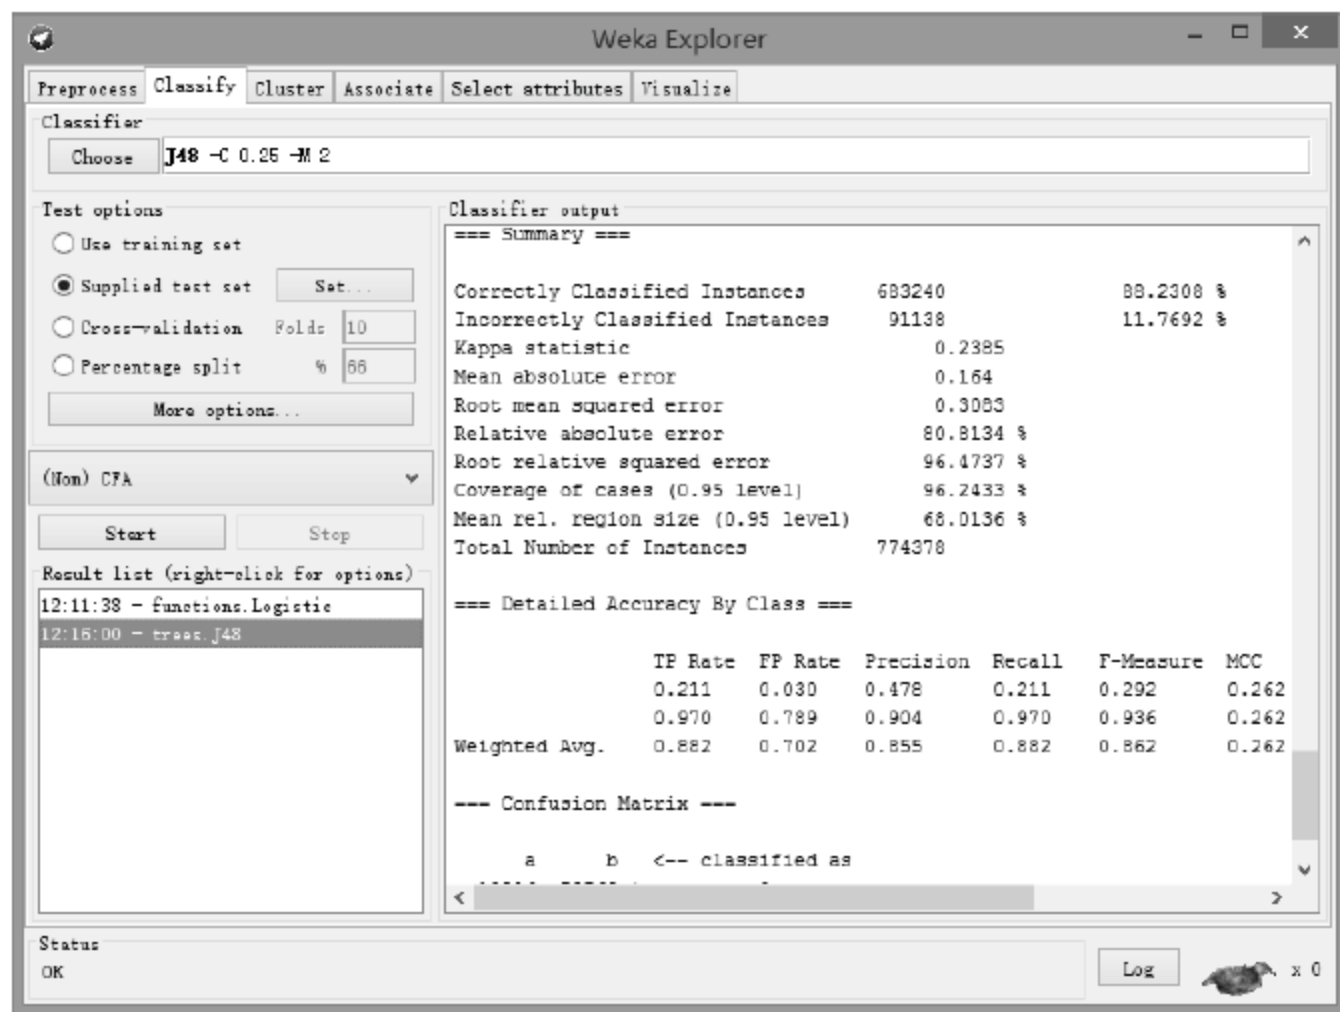 Weka Explorer
Preprocess Classify Cluster Associate Select attributes Visualize
Classifier
Choose J48 -C 0.25 -M 2
Test options
Use training set
Supplied test set Set...
Cross-validation Folds 10
Percentage split % 66
More options...
(Nom) CFA
Start Stop
Result list (right-click for options)
12:11:38 - functions.Logistic
12:16:00 - trees.J48
Classifier output
=== Summary ===
Correctly Classified Instances 683240 88.2308 %
Incorrectly Classified Instances 91138 11.7692 %
Kappa statistic 0.2385
Mean absolute error 0.164
Root mean squared error 0.3083
Relative absolute error 80.8134 %
Root relative squared error 96.4737 %
Coverage of cases (0.95 level) 96.2433 %
Mean rel. region size (0.95 level) 68.0136 %
Total Number of Instances 774378
=== Detailed Accuracy By Class ===
TP Rate FP Rate Precision Recall F-Measure MCC
0.211 0.030 0.478 0.211 0.292 0.262
0.970 0.789 0.904 0.970 0.936 0.262
Weighted Avg. 0.882 0.702 0.855 0.882 0.862 0.262
=== Confusion Matrix ===
a b <-- classified as
Status
OK
Log x 0